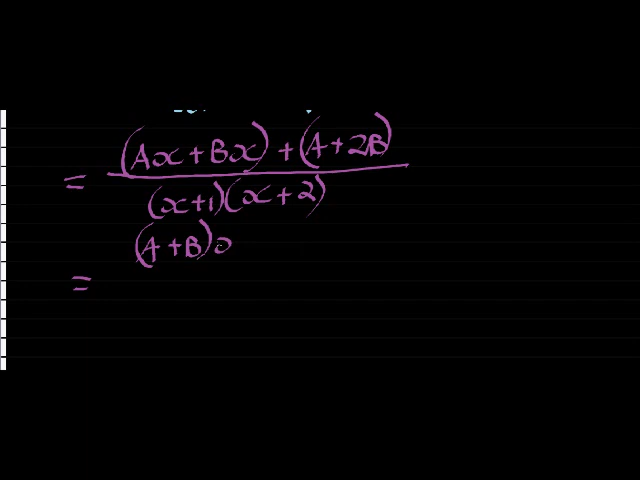 (Ax + Bx) + (A + 2B)
=
(x+1)(x+2)
(A + B)
=